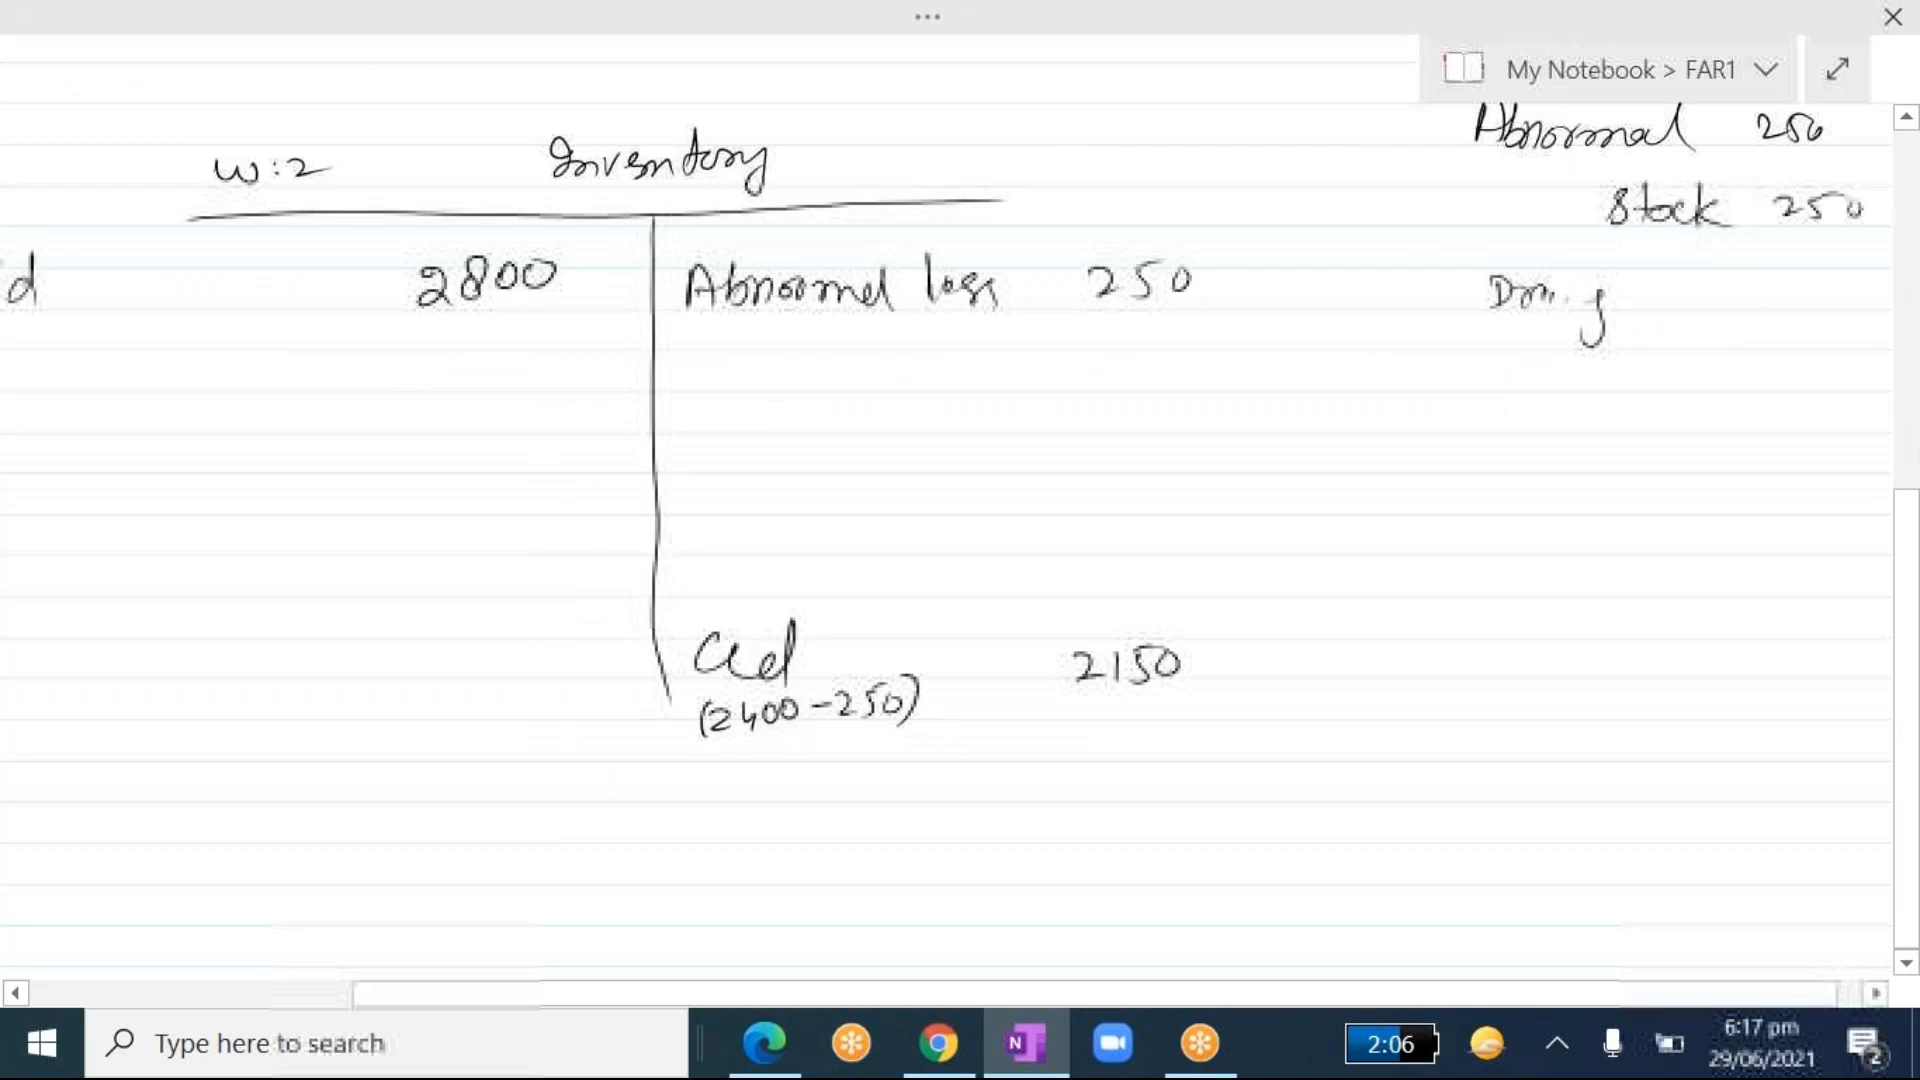 My Notebook > FAR1
Abnormal 250
W:2 Inventory
Stock 250
d 2800 Abnormal loss 250
c/d 2150
(2400-250)
Type here to search
2:06
6:17 pm
29/06/2021
2